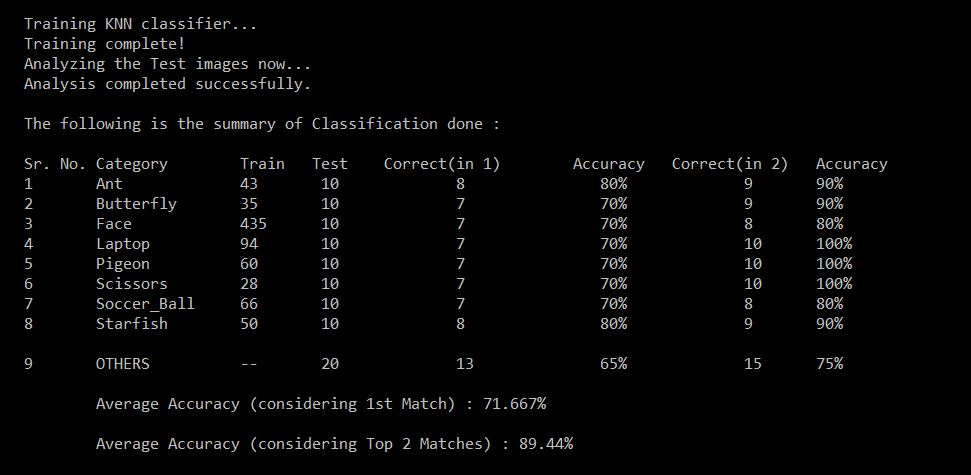 Training KNN classifier...
Training complete!
Analyzing the Test images now...
Analysis completed successfully.
The following is the summary of Classification done :
Sr. No. Category Train Test Correct(in 1) Accuracy Correct(in 2) Accuracy
1 Ant 43 10 8 80% 9 90%
2 Butterfly 35 10 7 70% 9 90%
3 Face 435 10 7 70% 8 80%
4 Laptop 94 10 7 70% 10 100%
5 Pigeon 60 10 7 70% 10 100%
6 Scissors 28 10 7 70% 10 100%
7 Soccer_Ball 66 10 7 70% 8 80%
8 Starfish 50 10 8 80% 9 90%
9 OTHERS -- 20 13 65% 15 75%
Average Accuracy (considering 1st Match) : 71.667%
Average Accuracy (considering Top 2 Matches) : 89.44%